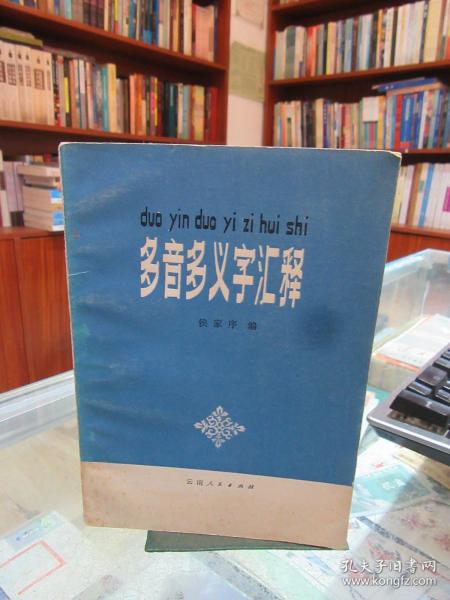 duo yin duo yi zi hui shi
多音多义字汇释
侯家序 编
云南人民出版社
孔夫子旧书网
www.kongfz.com